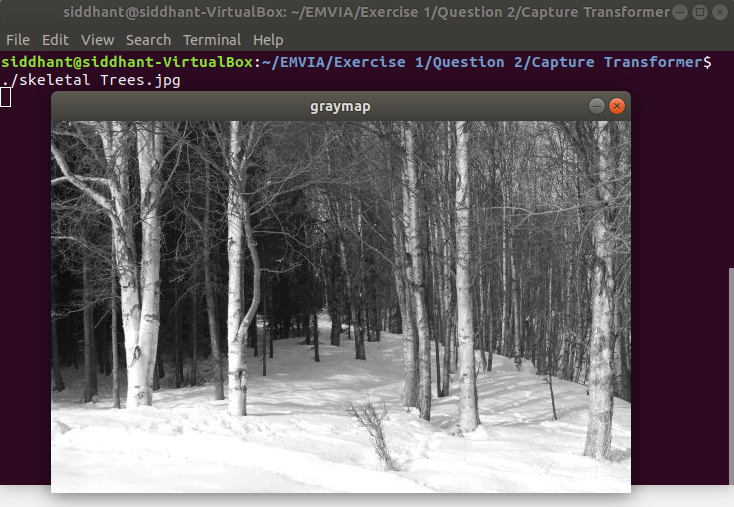 siddhant@siddhant-VirtualBox: ~/EMVIA/Exercise 1/Question 2/Capture Transformer
File Edit View Search Terminal Help
siddhant@siddhant-VirtualBox:~/EMVIA/Exercise 1/Question 2/Capture Transformer$
./skeletal Trees.jpg
graymap